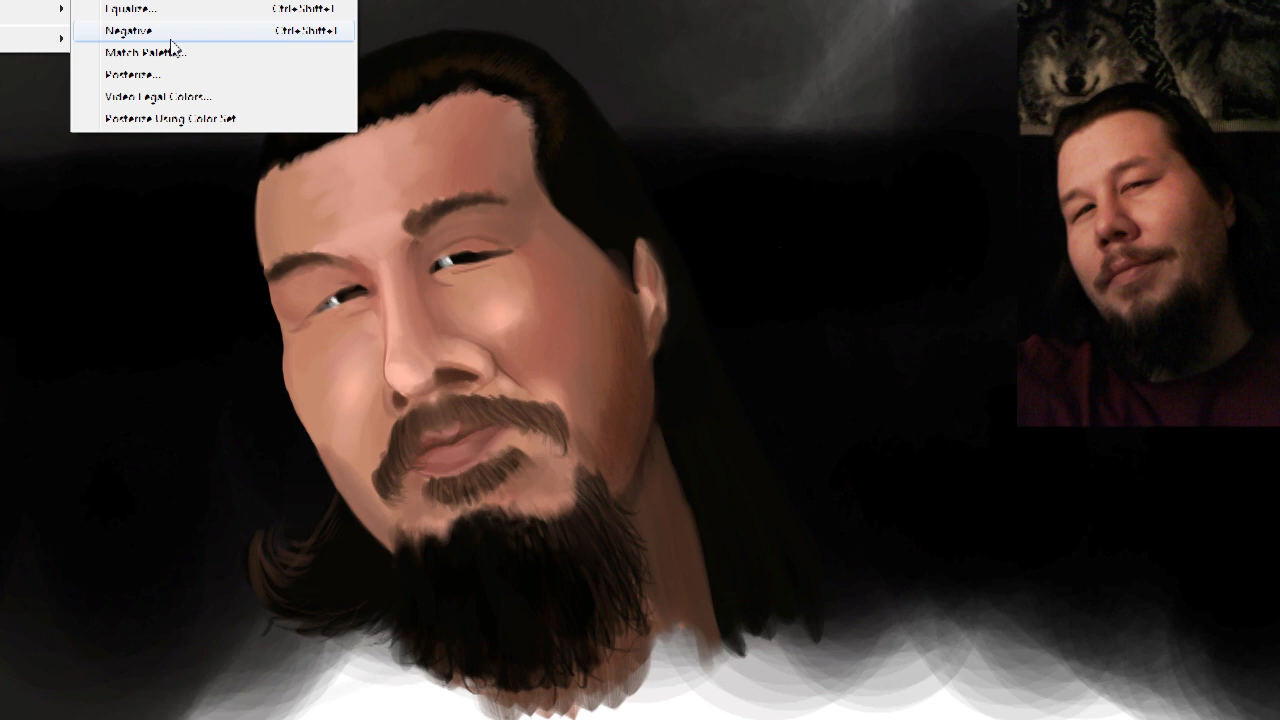 Equalize... Ctrl+Shift+E
Negative Ctrl+Shift+I
Match Palette...
Posterize...
Video Legal Colors...
Posterize Using Color Set